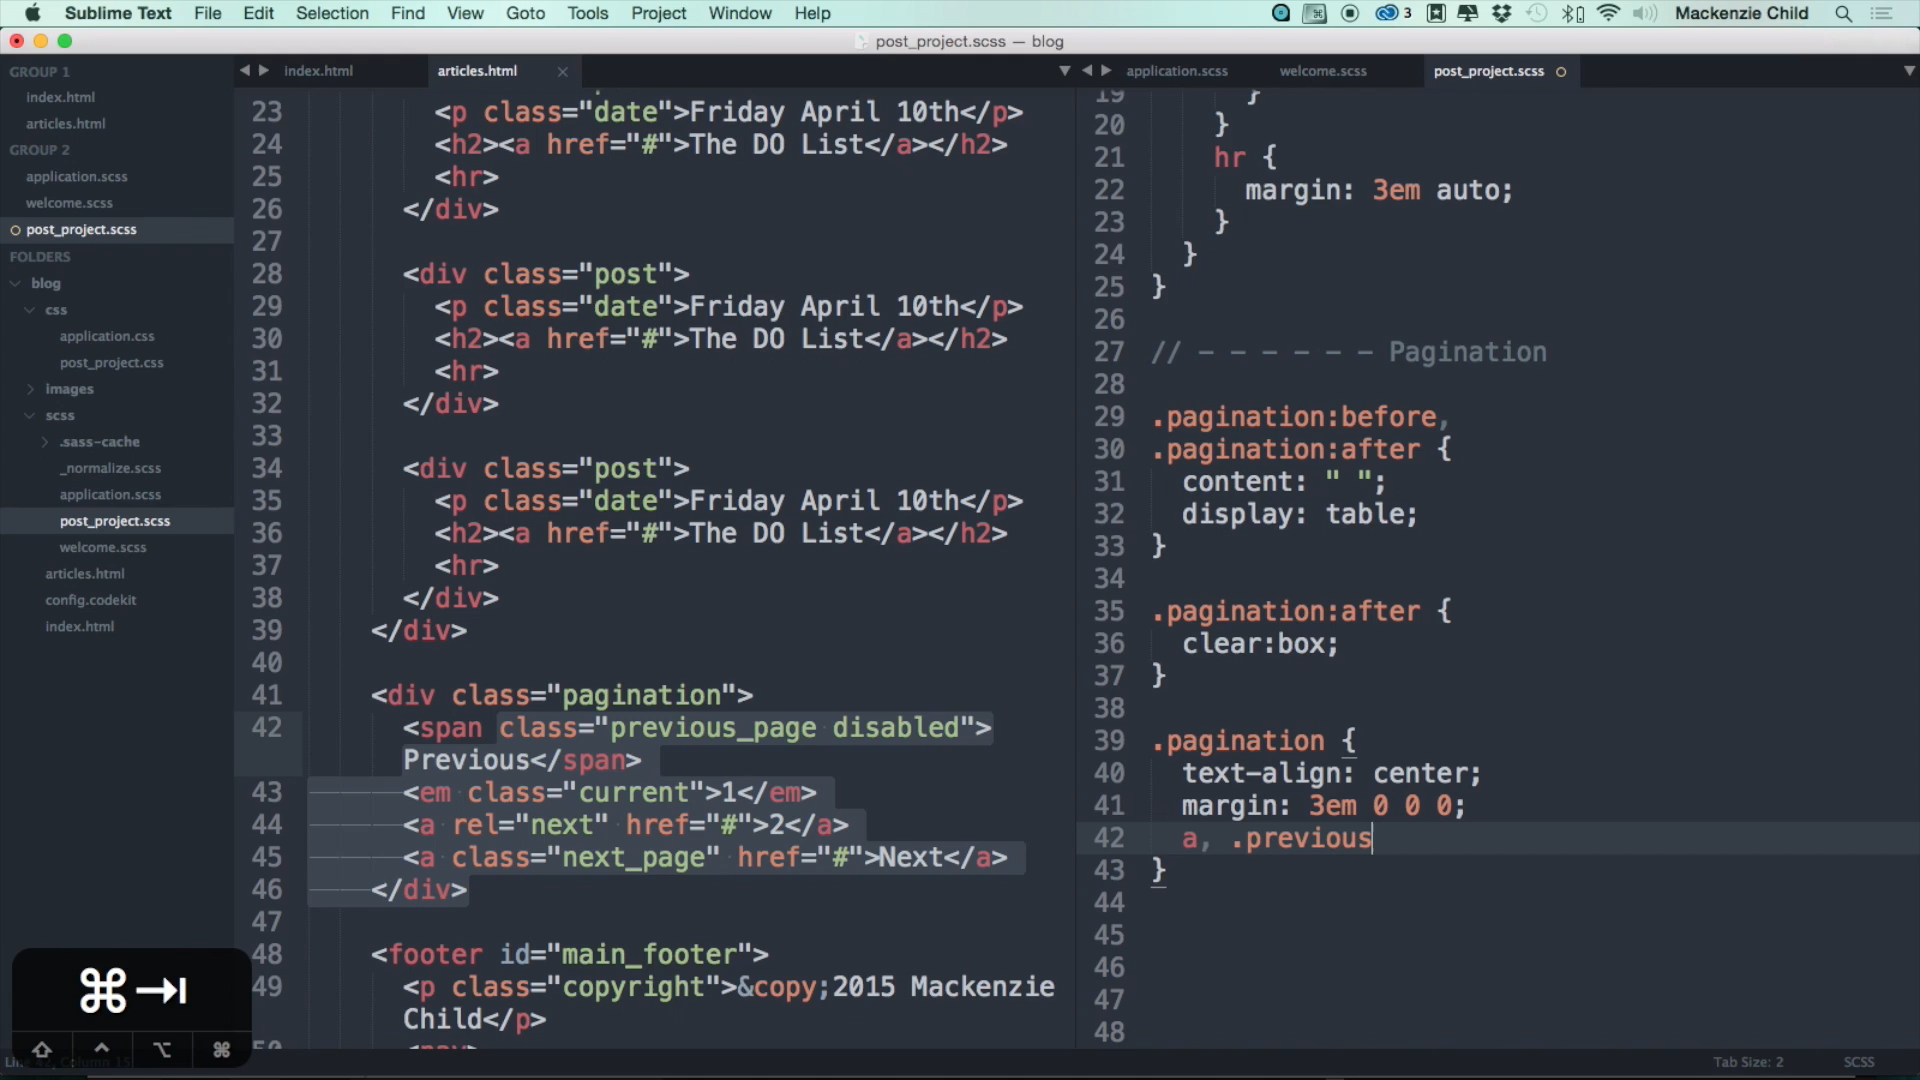 Sublime Text File Edit Selection Find View Goto Tools Project Window Help 3 Mackenzie Child
post_project.scss — blog
GROUP 1
index.html
articles.html
GROUP 2
application.scss
welcome.scss
post_project.scss
FOLDERS
blog
css
application.css
post_project.css
images
scss
.sass-cache
_normalize.scss
application.scss
post_project.scss
welcome.scss
articles.html
config.codekit
index.html
index.html articles.html
23 <p class="date">Friday April 10th</p>
24 <h2><a href="#">The DO List</a></h2>
25 <hr>
26 </div>
27
28 <div class="post">
29 <p class="date">Friday April 10th</p>
30 <h2><a href="#">The DO List</a></h2>
31 <hr>
32 </div>
33
34 <div class="post">
35 <p class="date">Friday April 10th</p>
36 <h2><a href="#">The DO List</a></h2>
37 <hr>
38 </div>
39 </div>
40
41 <div class="pagination">
42 <span class="previous_page disabled">
Previous</span>
43 <em class="current">1</em>
44 <a rel="next" href="#">2</a>
45 <a class="next_page" href="#">Next</a>
46 </div>
47
48 <footer id="main_footer">
49 <p class="copyright">&copy;2015 Mackenzie
Child</p>
application.scss welcome.scss post_project.scss
19 }
20 }
21 hr {
22 margin: 3em auto;
23 }
24 }
25 }
26
27 // - - - - - - Pagination
28
29 .pagination:before,
30 .pagination:after {
31 content: " ";
32 display: table;
33 }
34
35 .pagination:after {
36 clear:box;
37 }
38
39 .pagination {
40 text-align: center;
41 margin: 3em 0 0 0;
42 a, .previous
43 }
44
45
46
47
48
⌘⇥
⇧ ⌃ ⌥ ⌘
Tab Size: 2 SCSS